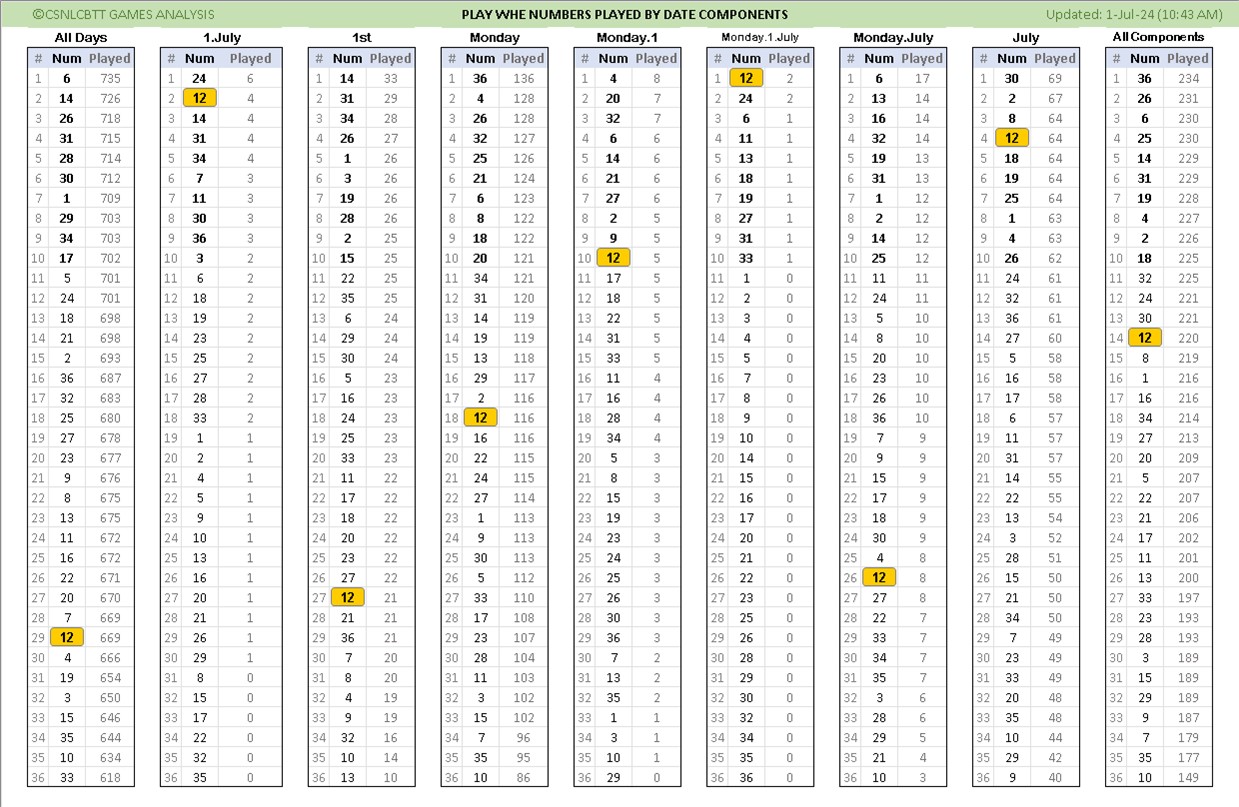 ©CSNLCBTT GAMES ANALYSIS PLAY WHE NUMBERS PLAYED BY DATE COMPONENTS Updated: 1-Jul-24 (10:43 AM)
All Days 1.July 1st Monday Monday.1 Monday.1.July Monday.July July All Components
# Num Played # Num Played # Num Played # Num Played # Num Played # Num Played # Num Played # Num Played # Num Played
1 6 735 1 24 6 1 14 33 1 36 136 1 4 8 1 12 2 1 6 17 1 30 69 1 36 234
2 14 726 2 12 4 2 31 29 2 4 128 2 20 7 2 24 2 2 13 14 2 2 67 2 26 231
3 26 718 3 14 4 3 34 28 3 26 128 3 32 7 3 6 1 3 16 14 3 8 64 3 6 230
4 31 715 4 31 4 4 26 27 4 32 127 4 6 6 4 11 1 4 32 14 4 12 64 4 25 230
5 28 714 5 34 4 5 1 26 5 25 126 5 14 6 5 13 1 5 19 13 5 18 64 5 14 229
6 30 712 6 7 3 6 3 26 6 21 124 6 21 6 6 18 1 6 31 13 6 19 64 6 31 229
7 1 709 7 11 3 7 19 26 7 6 123 7 27 6 7 19 1 7 1 12 7 25 64 7 19 228
8 29 703 8 30 3 8 28 26 8 8 122 8 2 5 8 27 1 8 2 12 8 1 63 8 4 227
9 34 703 9 36 3 9 2 25 9 18 122 9 9 5 9 31 1 9 14 12 9 4 63 9 2 226
10 17 702 10 3 2 10 15 25 10 20 121 10 12 5 10 33 1 10 25 12 10 26 62 10 18 225
11 5 701 11 6 2 11 22 25 11 34 121 11 17 5 11 1 0 11 11 11 11 24 61 11 32 225
12 24 701 12 18 2 12 35 25 12 31 120 12 18 5 12 2 0 12 24 11 12 32 61 12 24 221
13 18 698 13 19 2 13 6 24 13 14 119 13 22 5 13 3 0 13 5 10 13 36 61 13 30 221
14 21 698 14 23 2 14 29 24 14 19 119 14 31 5 14 4 0 14 8 10 14 27 60 14 12 220
15 2 693 15 25 2 15 30 24 15 13 118 15 33 5 15 5 0 15 20 10 15 5 58 15 8 219
16 36 687 16 27 2 16 5 23 16 29 117 16 11 4 16 7 0 16 23 10 16 16 58 16 1 216
17 32 683 17 28 2 17 16 23 17 2 116 17 16 4 17 8 0 17 26 10 17 17 58 17 16 216
18 25 680 18 33 2 18 24 23 18 12 116 18 28 4 18 9 0 18 36 10 18 6 57 18 34 214
19 27 678 19 1 1 19 25 23 19 16 116 19 34 4 19 10 0 19 7 9 19 11 57 19 27 213
20 23 677 20 2 1 20 33 23 20 22 115 20 5 3 20 14 0 20 9 9 20 31 57 20 20 209
21 9 676 21 4 1 21 11 22 21 24 115 21 8 3 21 15 0 21 15 9 21 14 55 21 5 207
22 8 675 22 5 1 22 17 22 22 27 114 22 15 3 22 16 0 22 17 9 22 22 55 22 22 207
23 13 675 23 9 1 23 18 22 23 1 113 23 19 3 23 17 0 23 18 9 23 13 54 23 21 206
24 11 672 24 10 1 24 20 22 24 9 113 24 23 3 24 20 0 24 30 9 24 3 52 24 17 202
25 16 672 25 13 1 25 23 22 25 30 113 25 24 3 25 21 0 25 4 8 25 28 51 25 11 201
26 22 671 26 16 1 26 27 22 26 5 112 26 25 3 26 22 0 26 12 8 26 15 50 26 13 200
27 20 670 27 20 1 27 12 21 27 33 110 27 26 3 27 23 0 27 27 8 27 21 50 27 33 197
28 7 669 28 21 1 28 21 21 28 17 108 28 30 3 28 25 0 28 22 7 28 34 50 28 23 193
29 12 669 29 26 1 29 36 21 29 23 107 29 36 3 29 26 0 29 33 7 29 7 49 29 28 193
30 4 666 30 29 1 30 7 20 30 28 104 30 7 2 30 28 0 30 34 7 30 23 49 30 3 189
31 19 654 31 8 0 31 8 20 31 11 103 31 13 2 31 29 0 31 35 7 31 33 49 31 15 189
32 3 650 32 15 0 32 4 19 32 3 102 32 35 2 32 30 0 32 3 6 32 20 48 32 29 189
33 15 646 33 17 0 33 9 19 33 15 102 33 1 1 33 32 0 33 28 6 33 35 48 33 9 187
34 35 644 34 22 0 34 32 16 34 7 96 34 3 1 34 34 0 34 29 5 34 10 44 34 7 179
35 10 634 35 32 0 35 10 14 35 35 95 35 10 1 35 35 0 35 21 4 35 29 42 35 35 177
36 33 618 36 35 0 36 13 10 36 10 86 36 29 0 36 36 0 36 10 3 36 9 40 36 10 149